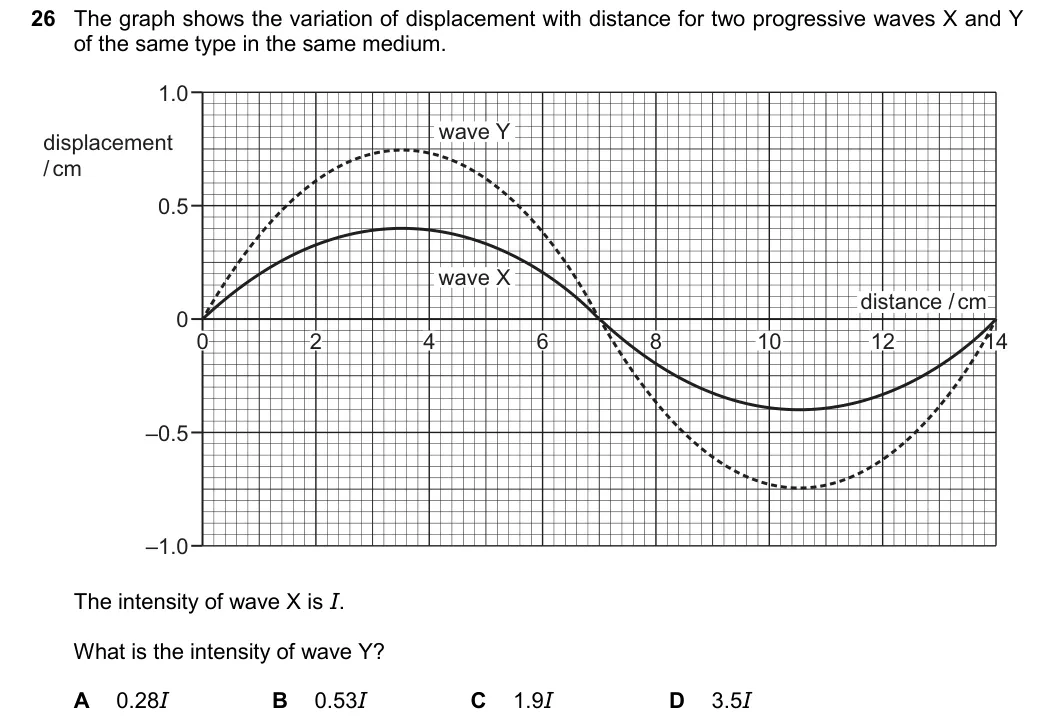 26 The graph shows the variation of displacement with distance for two progressive waves X and Y
of the same type in the same medium.
1.0
displacement
/ cm
wave Y
0.5
wave X
distance / cm
0
0 2 4 6 8 10 12 14
–0.5
–1.0
The intensity of wave X is I.
What is the intensity of wave Y?
A 0.28I B 0.53I C 1.9I D 3.5I